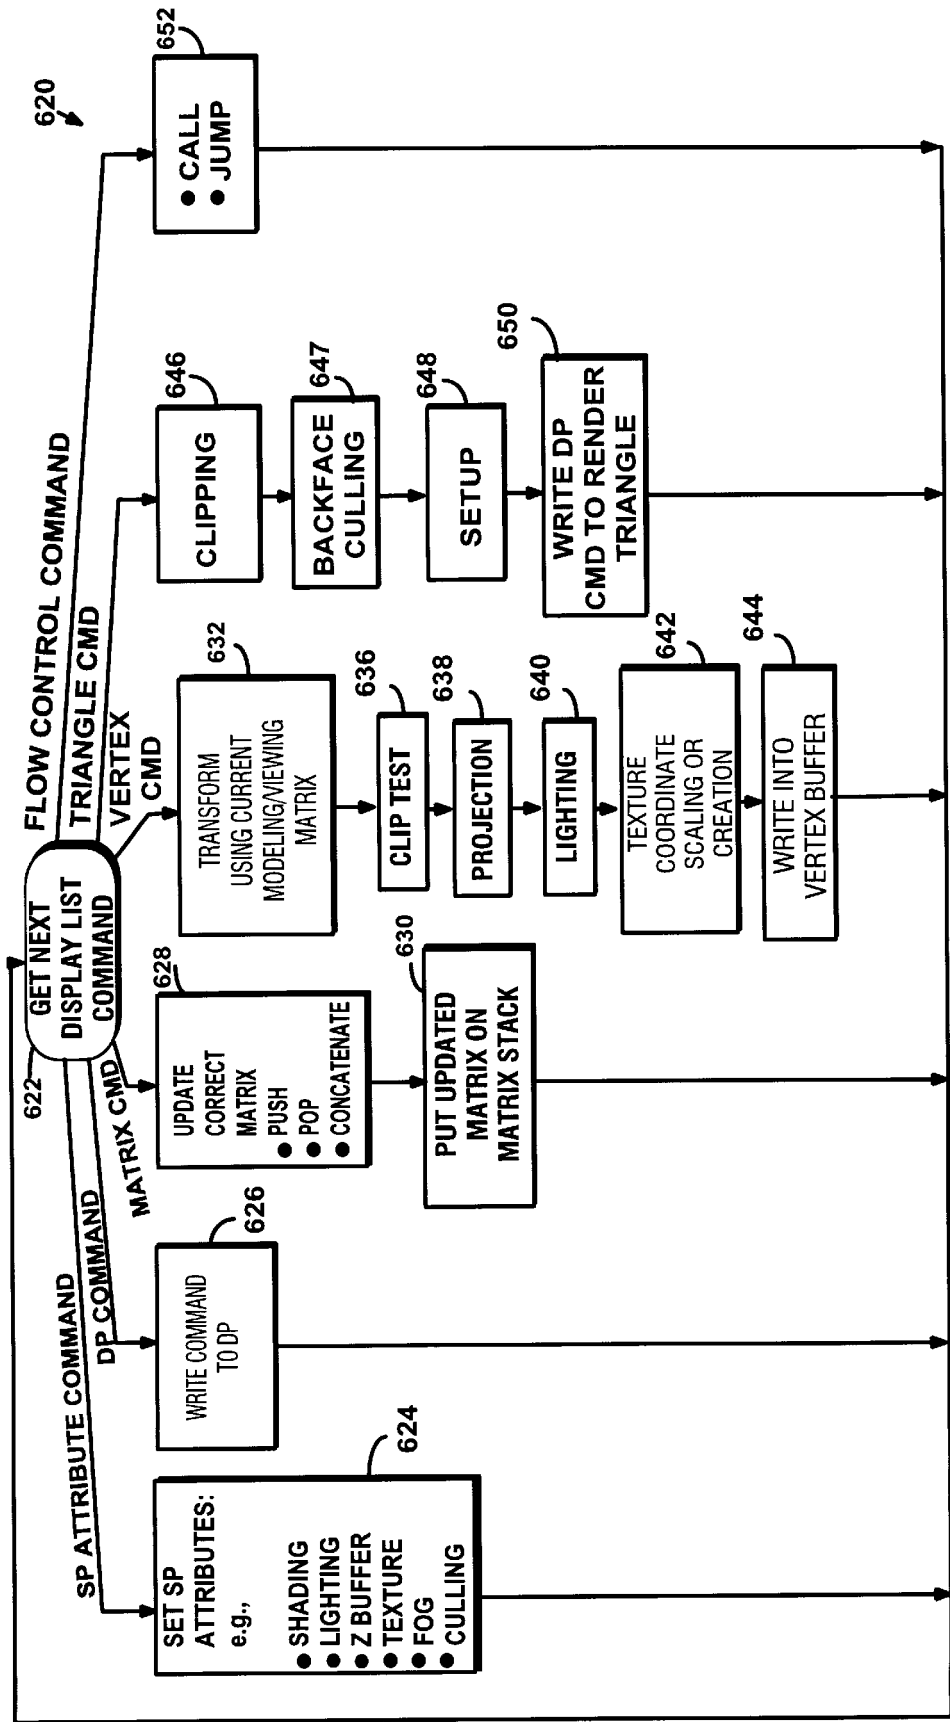 620
GET NEXT
DISPLAY LIST
COMMAND
622
SP ATTRIBUTE COMMAND
DP COMMAND
MATRIX CMD
VERTEX
CMD
TRIANGLE CMD
FLOW CONTROL COMMAND
SET SP
ATTRIBUTES:
e.g.,
● SHADING
● LIGHTING
● Z BUFFER
● TEXTURE
● FOG
● CULLING
624
WRITE COMMAND
TO DP
626
UPDATE
CORRECT
MATRIX
● PUSH
● POP
● CONCATENATE
628
PUT UPDATED
MATRIX ON
MATRIX STACK
630
TRANSFORM
USING CURRENT
MODELING/VIEWING
MATRIX
632
CLIP TEST
636
PROJECTION
638
LIGHTING
640
TEXTURE
COORDINATE
SCALING OR
CREATION
642
WRITE INTO
VERTEX BUFFER
644
CLIPPING
646
BACKFACE
CULLING
647
SETUP
648
WRITE DP
CMD TO RENDER
TRIANGLE
650
● CALL
● JUMP
652